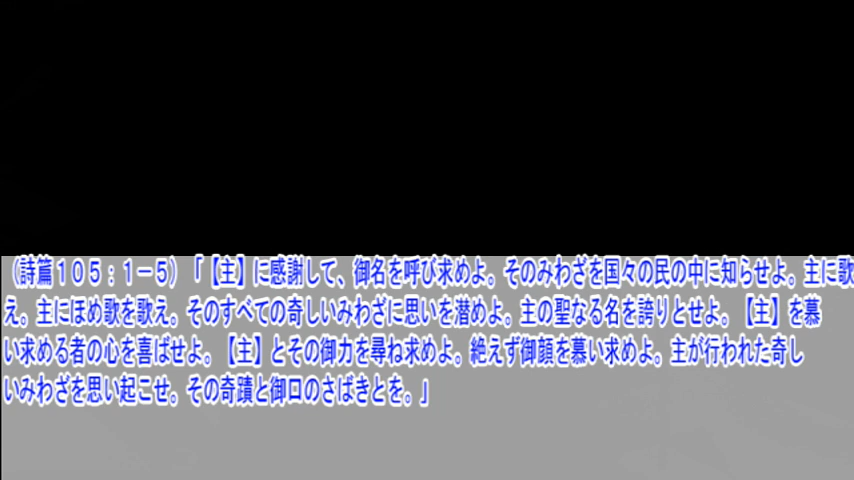 （詩篇１０５：１－５）「【主】に感謝して、御名を呼び求めよ。そのみわざを国々の民の中に知らせよ。主に歌
え。主にほめ歌を歌え。そのすべての奇しいみわざに思いを潜めよ。主の聖なる名を誇りとせよ。【主】を慕
い求める者の心を喜ばせよ。【主】とその御力を尋ね求めよ。絶えず御顔を慕い求めよ。主が行われた奇し
いみわざを思い起こせ。その奇蹟と御口のさばきとを。」